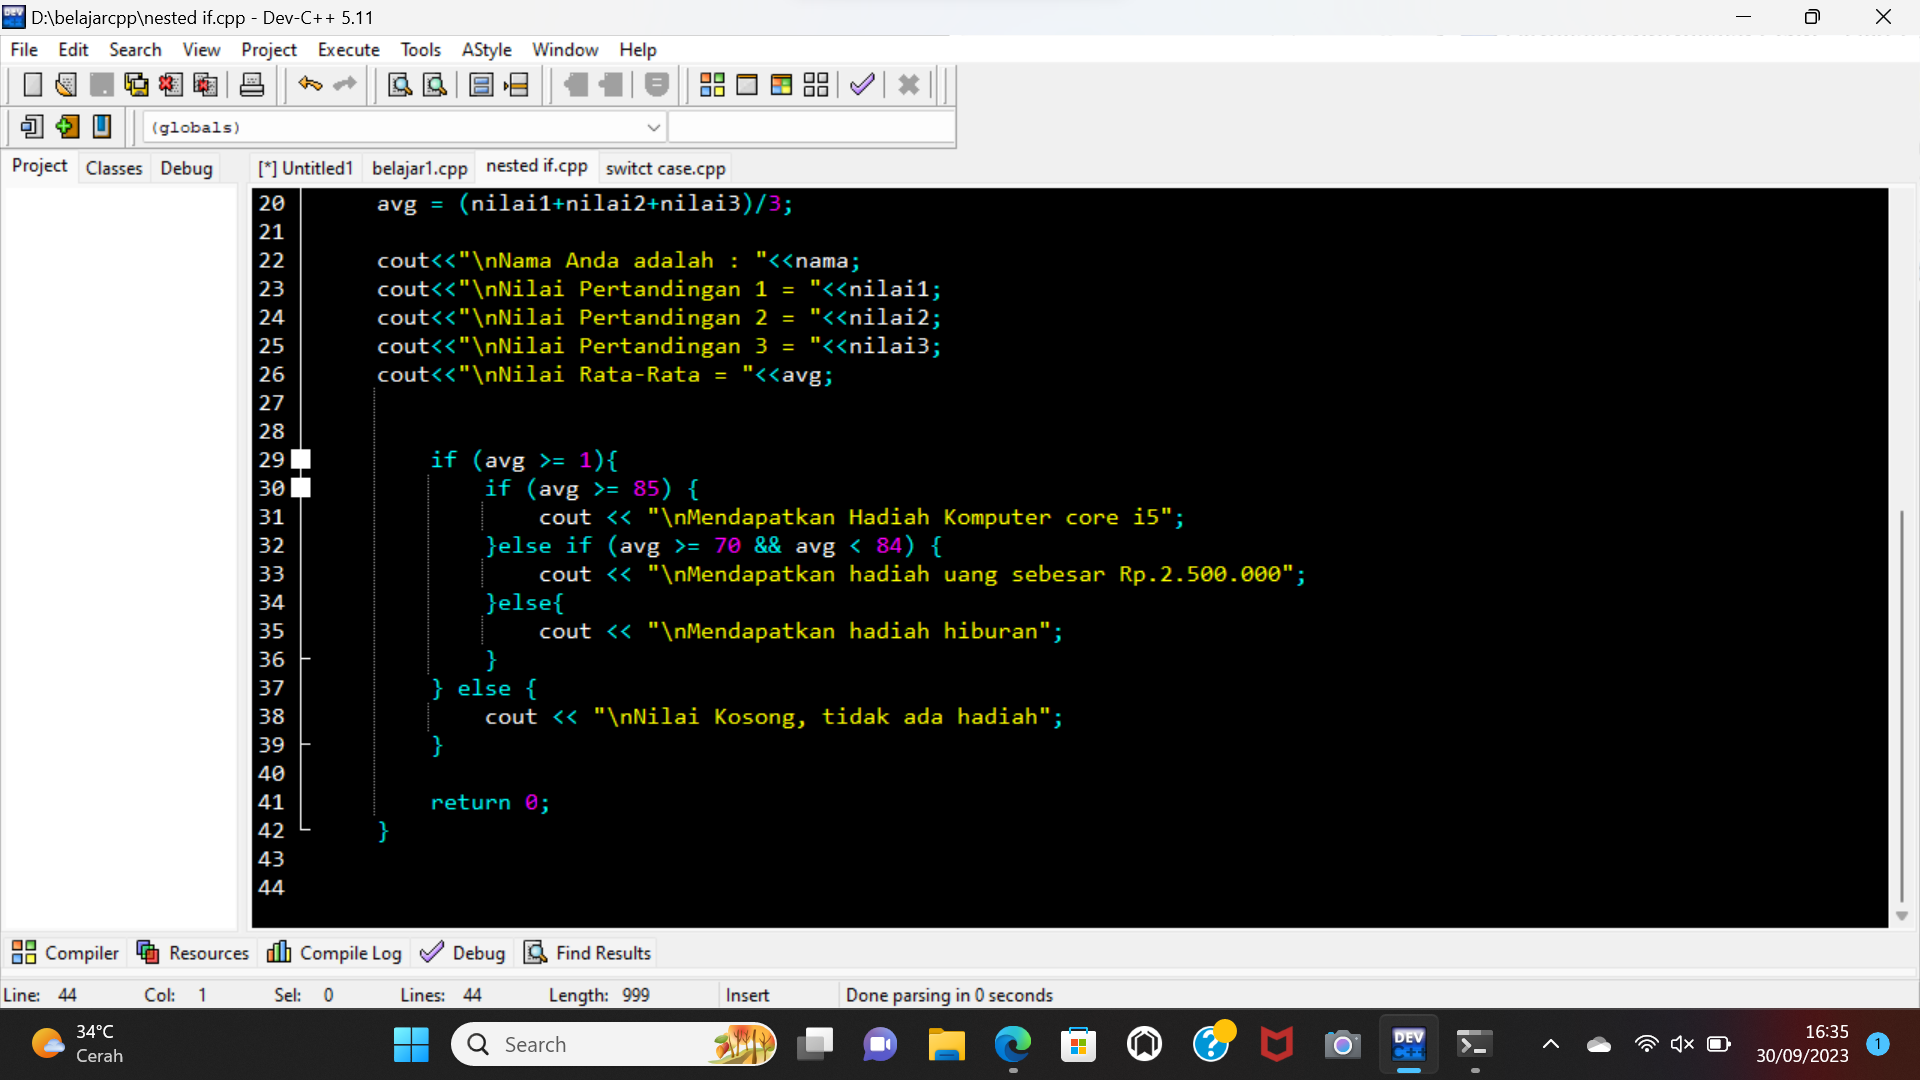 D:\belajarcpp\nested if.cpp - Dev-C++ 5.11
File Edit Search View Project Execute Tools AStyle Window Help
(globals)
Project Classes Debug [*] Untitled1 belajar1.cpp nested if.cpp switct case.cpp
20 avg = (nilai1+nilai2+nilai3)/3;
21
22 cout<<"\nNama Anda adalah : "<<nama;
23 cout<<"\nNilai Pertandingan 1 = "<<nilai1;
24 cout<<"\nNilai Pertandingan 2 = "<<nilai2;
25 cout<<"\nNilai Pertandingan 3 = "<<nilai3;
26 cout<<"\nNilai Rata-Rata = "<<avg;
27
28
29 if (avg >= 1){
30 if (avg >= 85) {
31 cout << "\nMendapatkan Hadiah Komputer core i5";
32 }else if (avg >= 70 && avg < 84) {
33 cout << "\nMendapatkan hadiah uang sebesar Rp.2.500.000";
34 }else{
35 cout << "\nMendapatkan hadiah hiburan";
36 }
37 } else {
38 cout << "\nNilai Kosong, tidak ada hadiah";
39 }
40
41 return 0;
42 }
43
44
Compiler Resources Compile Log Debug Find Results
Line: 44 Col: 1 Sel: 0 Lines: 44 Length: 999 Insert Done parsing in 0 seconds
34°C
Cerah
Search
DEV
C++
16:35
30/09/2023
1